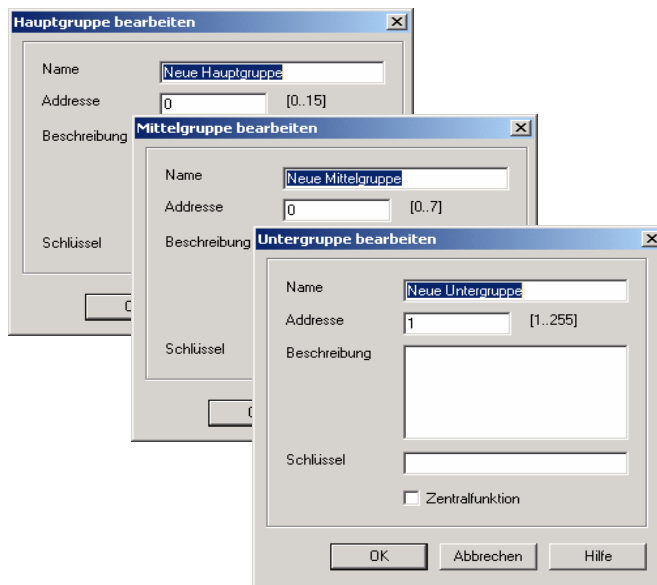 Hauptgruppe bearbeiten
Name Neue Hauptgruppe
Addresse 0 [0..15]
Beschreibung
Schlüssel
Mittelgruppe bearbeiten
Name Neue Mittelgruppe
Addresse 0 [0..7]
Beschreibung
Schlüssel
Untergruppe bearbeiten
Name Neue Untergruppe
Addresse 1 [1..255]
Beschreibung
Schlüssel
Zentralfunktion
OK Abbrechen Hilfe